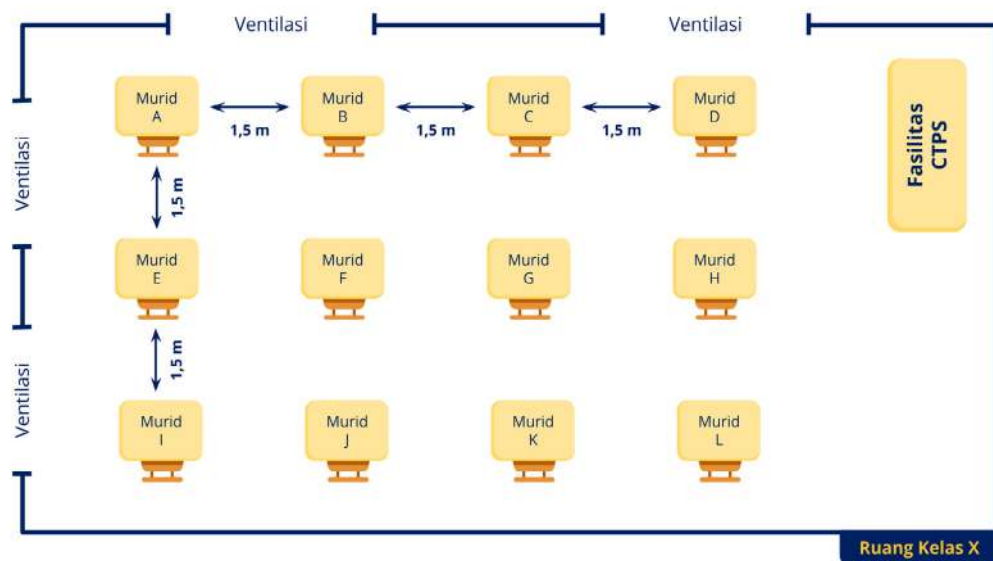 Ventilasi
Ventilasi
Murid
A
1,5 m
Murid
B
1,5 m
Murid
C
1,5 m
Murid
D
Fasilitas
CTPS
Ventilasi
1,5 m
Murid
E
Murid
F
Murid
G
Murid
H
Ventilasi
1,5 m
Murid
I
Murid
J
Murid
K
Murid
L
Ruang Kelas X